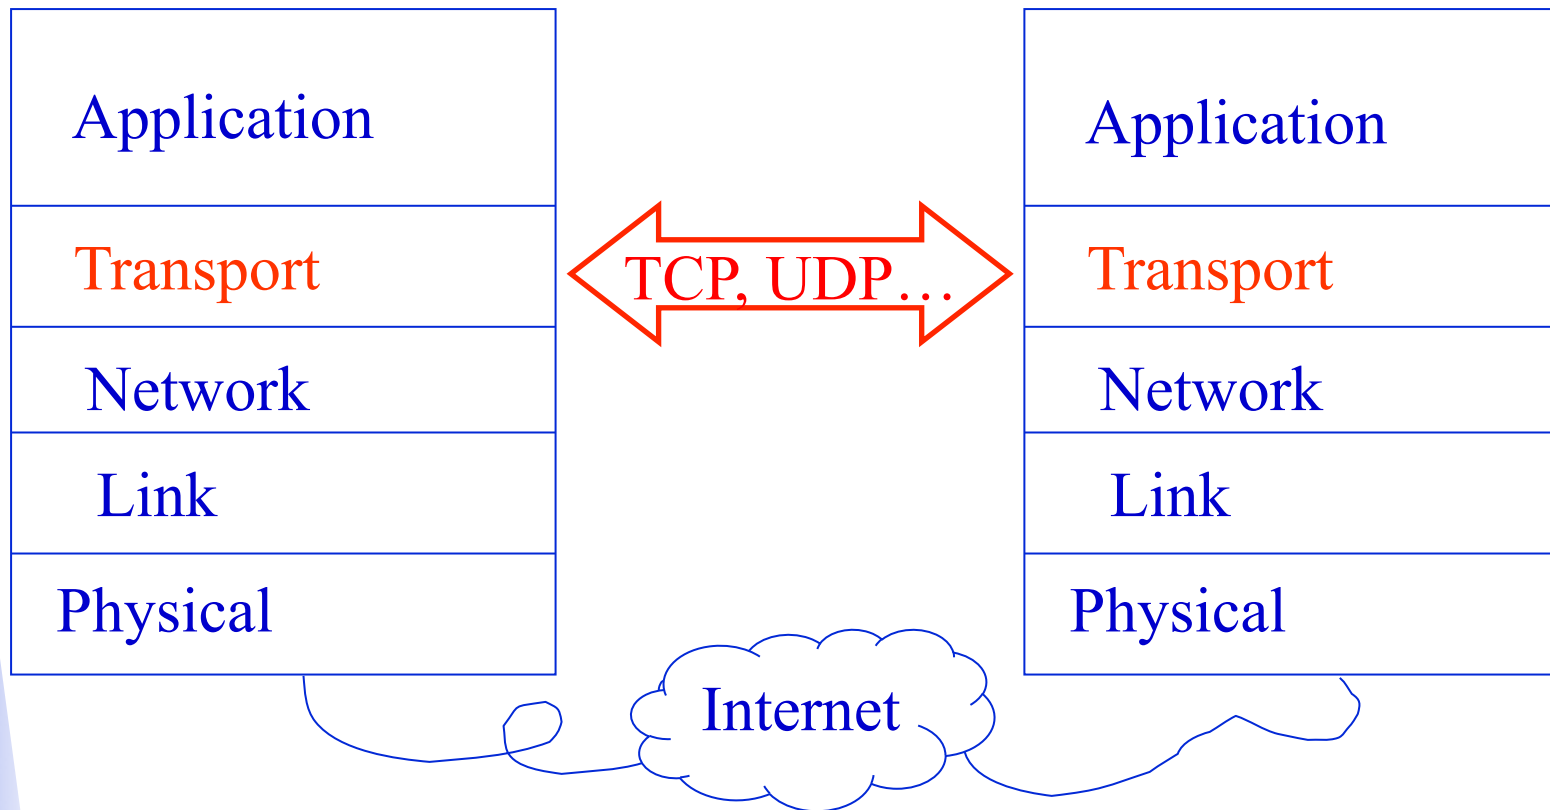 Application
Transport
Network
Link
Physical
TCP, UDP…
Application
Transport
Network
Link
Physical
Internet